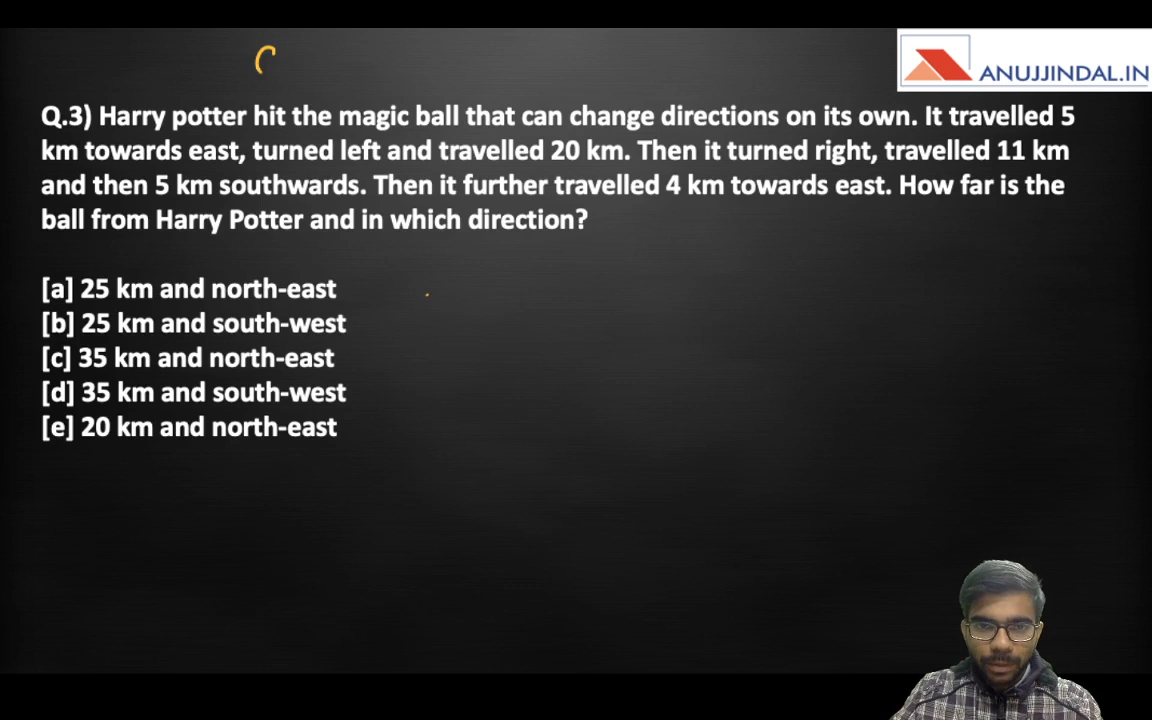 ANUJJINDAL.IN
Q.3) Harry potter hit the magic ball that can change directions on its own. It travelled 5
km towards east, turned left and travelled 20 km. Then it turned right, travelled 11 km
and then 5 km southwards. Then it further travelled 4 km towards east. How far is the
ball from Harry Potter and in which direction?
[a] 25 km and north-east
[b] 25 km and south-west
[c] 35 km and north-east
[d] 35 km and south-west
[e] 20 km and north-east